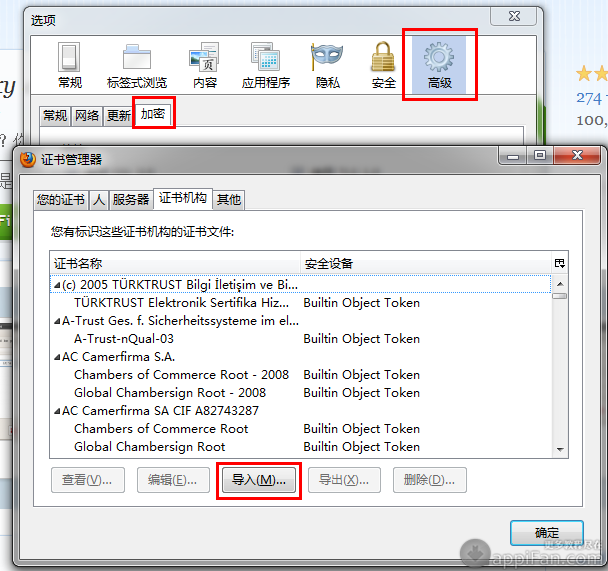 选项
常规 标签式浏览 内容 应用程序 隐私 安全 高级
常规 网络 更新 加密
274
100,
证书管理器
您的证书 人 服务器 证书机构 其他
您有标识这些证书机构的证书文件:
证书名称 安全设备
(c) 2005 TÜRKTRUST Bilgi İletişim ve Bi...
TÜRKTRUST Elektronik Sertifika Hiz... Builtin Object Token
A-Trust Ges. f. Sicherheitssysteme im el...
A-Trust-nQual-03 Builtin Object Token
AC Camerfirma S.A.
Chambers of Commerce Root - 2008 Builtin Object Token
Global Chambersign Root - 2008 Builtin Object Token
AC Camerfirma SA CIF A82743287
Chambers of Commerce Root Builtin Object Token
Global Chambersign Root Builtin Object Token
查看(V)... 编辑(E)... 导入(M)... 导出(X)... 删除(D)...
确定
更多教程尽在
appiFan.com